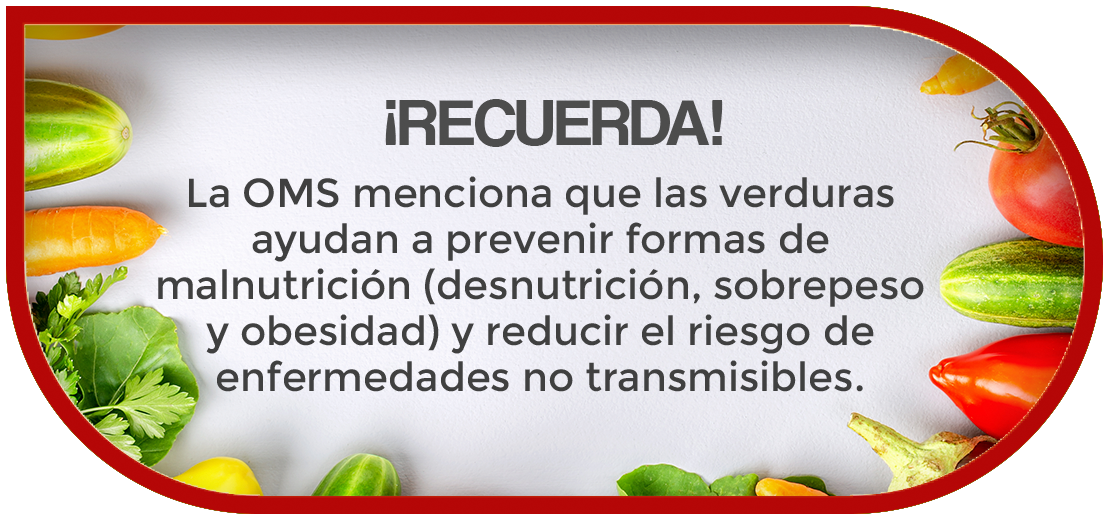 ¡RECUERDA!
La OMS menciona que las verduras
ayudan a prevenir formas de
malnutrición (desnutrición, sobrepeso
y obesidad) y reducir el riesgo de
enfermedades no transmisibles.